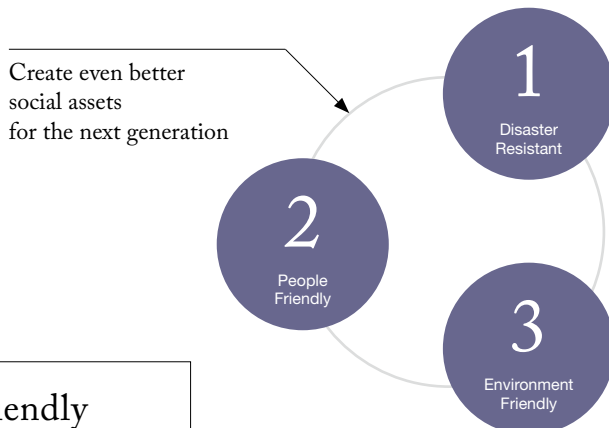 Create even better
social assets
for the next generation
1
Disaster
Resistant
2
People
Friendly
3
Environment
Friendly